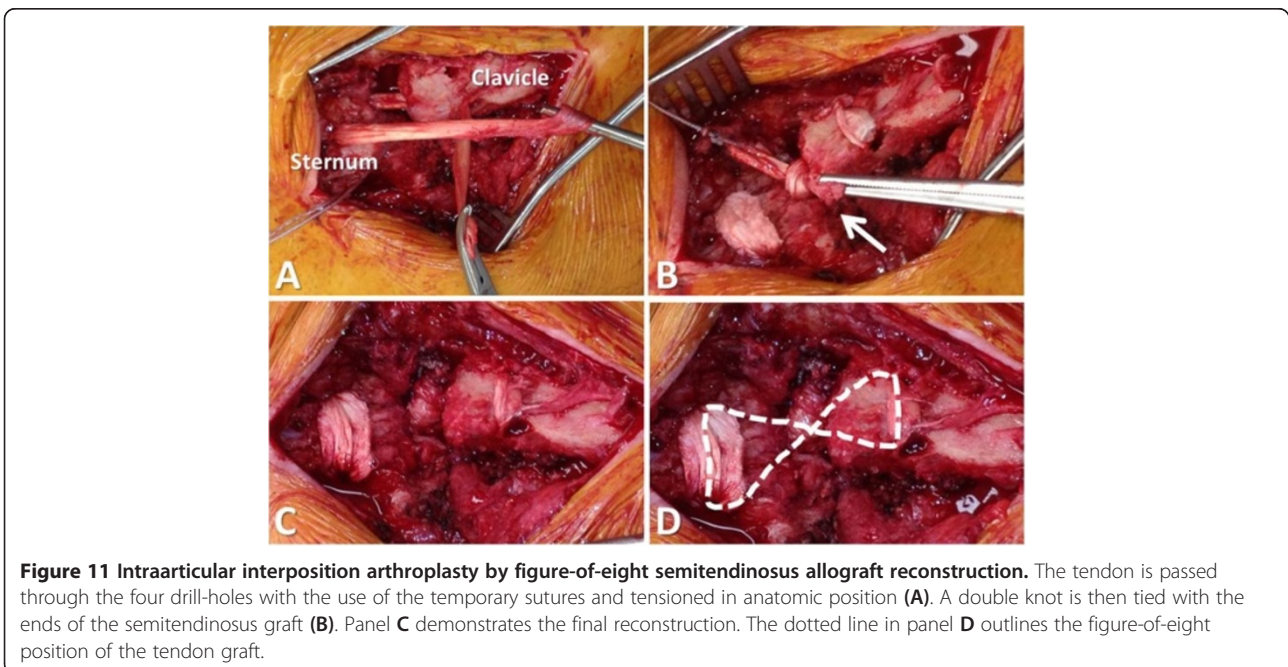 Clavicle
Sternum
A
B
C
D
Figure 11 Intraarticular interposition arthroplasty by figure-of-eight semitendinosus allograft reconstruction. The tendon is passed
through the four drill-holes with the use of the temporary sutures and tensioned in anatomic position (A). A double knot is then tied with the
ends of the semitendinosus graft (B). Panel C demonstrates the final reconstruction. The dotted line in panel D outlines the figure-of-eight
position of the tendon graft.